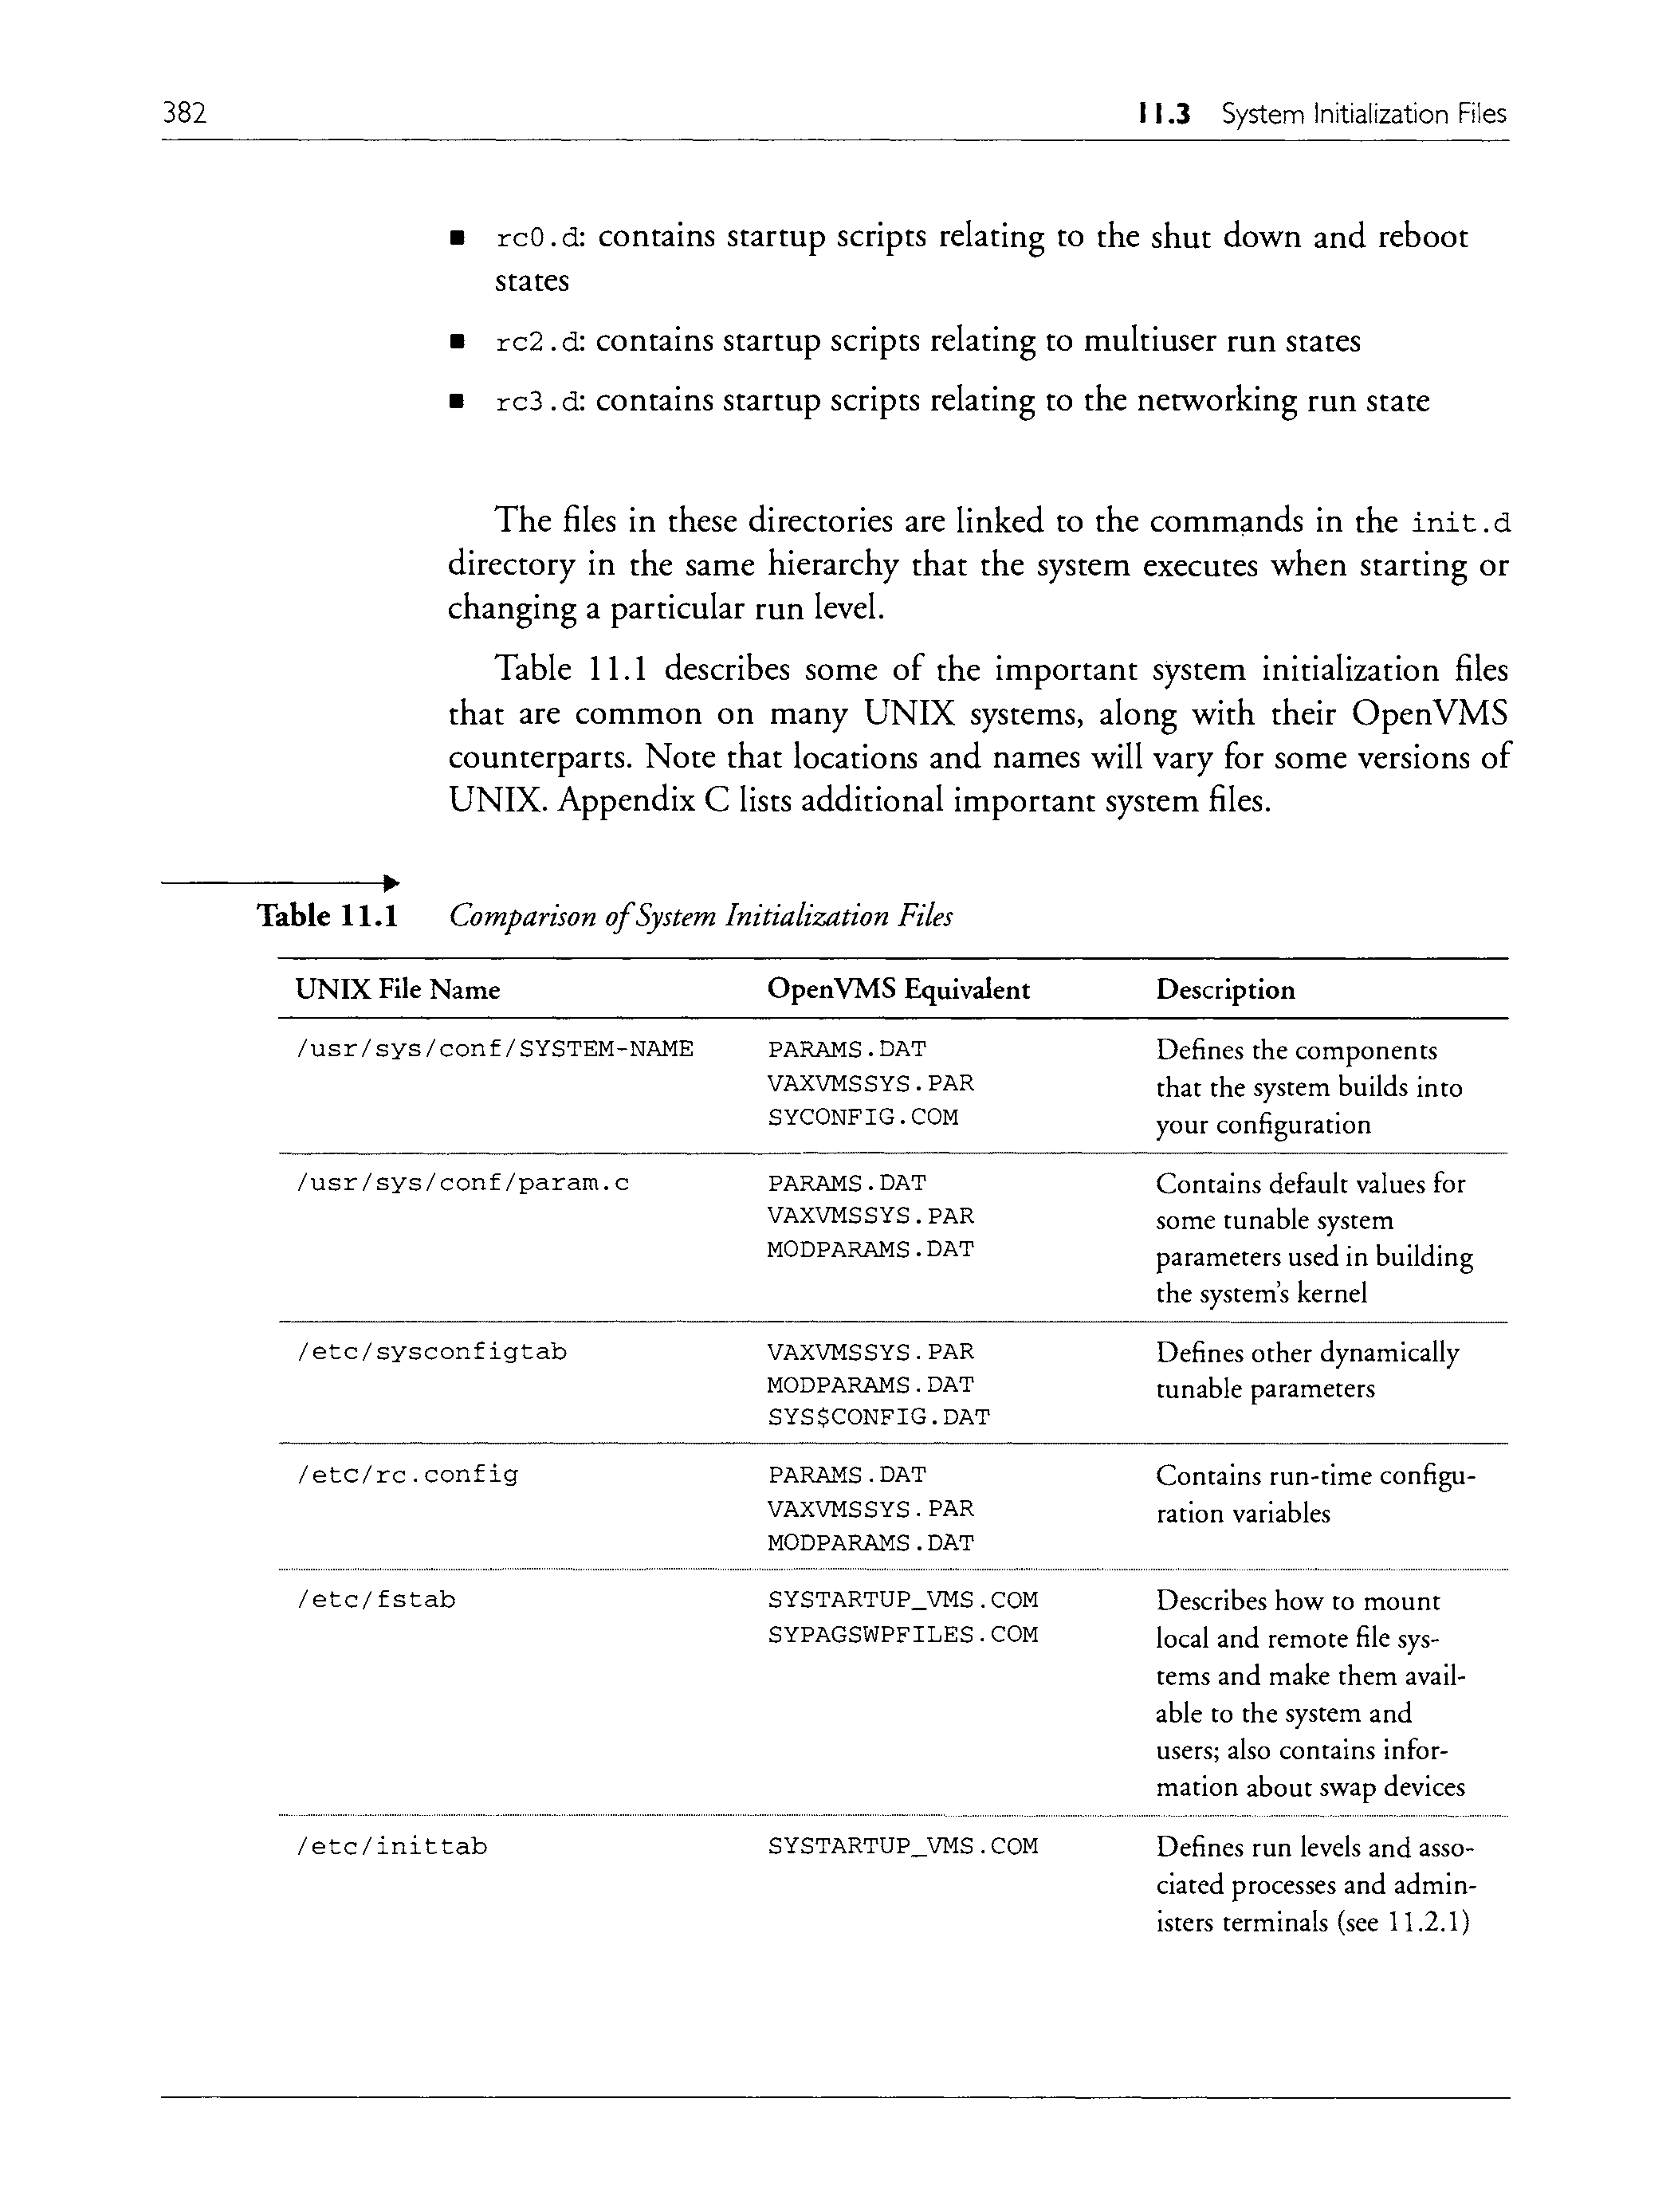 382
11.3 System Initialization Files
■ rc0.d: contains startup scripts relating to the shut down and reboot
states
■ rc2.d: contains startup scripts relating to multiuser run states
■ rc3.d: contains startup scripts relating to the networking run state
The files in these directories are linked to the commands in the init.d
directory in the same hierarchy that the system executes when starting or
changing a particular run level.
Table 11.1 describes some of the important system initialization files
that are common on many UNIX systems, along with their OpenVMS
counterparts. Note that locations and names will vary for some versions of
UNIX. Appendix C lists additional important system files.
Table 11.1 Comparison of System Initialization Files
UNIX File Name OpenVMS Equivalent Description
/usr/sys/conf/SYSTEM-NAME PARAMS.DAT Defines the components
VAXVMSSYS.PAR that the system builds into
SYCONFIG.COM your configuration
/usr/sys/conf/param.c PARAMS.DAT Contains default values for
VAXVMSSYS.PAR some tunable system
MODPARAMS.DAT parameters used in building
the system's kernel
/etc/sysconfigtab VAXVMSSYS.PAR Defines other dynamically
MODPARAMS.DAT tunable parameters
SYS$CONFIG.DAT
/etc/rc.config PARAMS.DAT Contains run-time configu-
VAXVMSSYS.PAR ration variables
MODPARAMS.DAT
/etc/fstab SYSTARTUP_VMS.COM Describes how to mount
SYPAGSWPFILES.COM local and remote file sys-
tems and make them avail-
able to the system and
users; also contains infor-
mation about swap devices
/etc/inittab SYSTARTUP_VMS.COM Defines run levels and asso-
ciated processes and admin-
isters terminals (see 11.2.1)